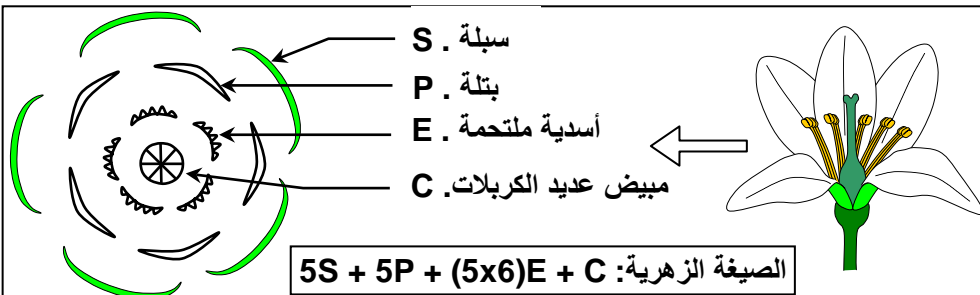 S . سبلة
P . بتلة
E . أسدية ملتحمة
C .مبيض عديد الكربلات
الصيغة الزهرية: 5S + 5P + (5x6)E + C